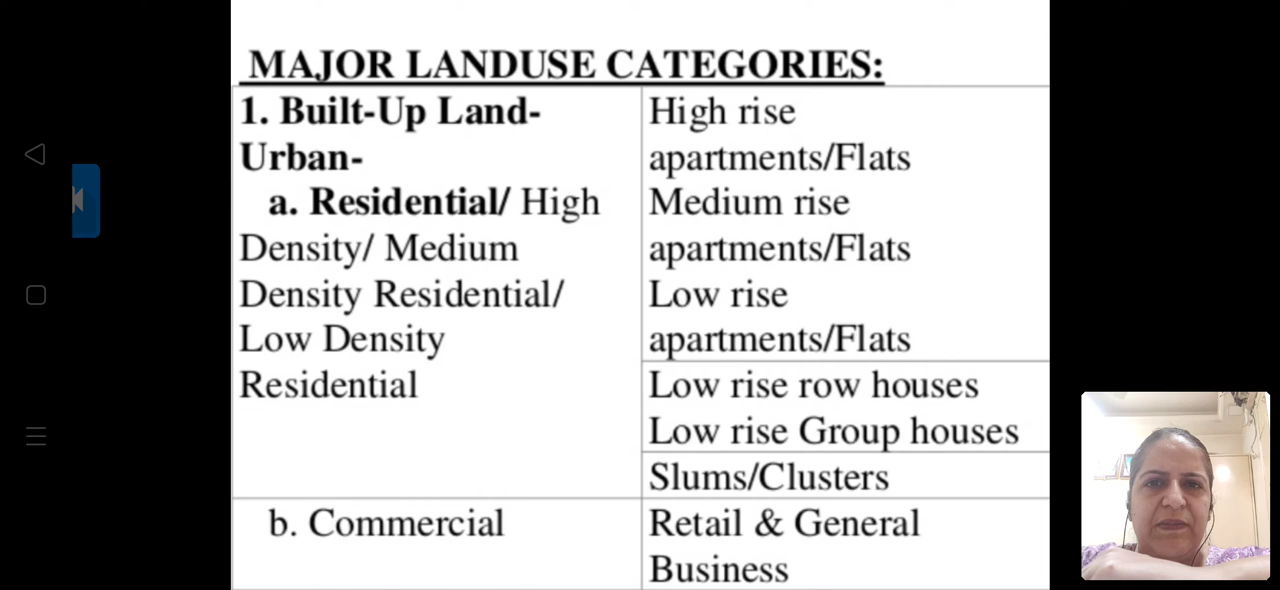 MAJOR LANDUSE CATEGORIES:
1. Built-Up Land-
Urban-
a. Residential/ High
Density/ Medium
Density Residential/
Low Density
Residential
High rise
apartments/Flats
Medium rise
apartments/Flats
Low rise
apartments/Flats
Low rise row houses
Low rise Group houses
Slums/Clusters
b. Commercial
Retail & General
Business